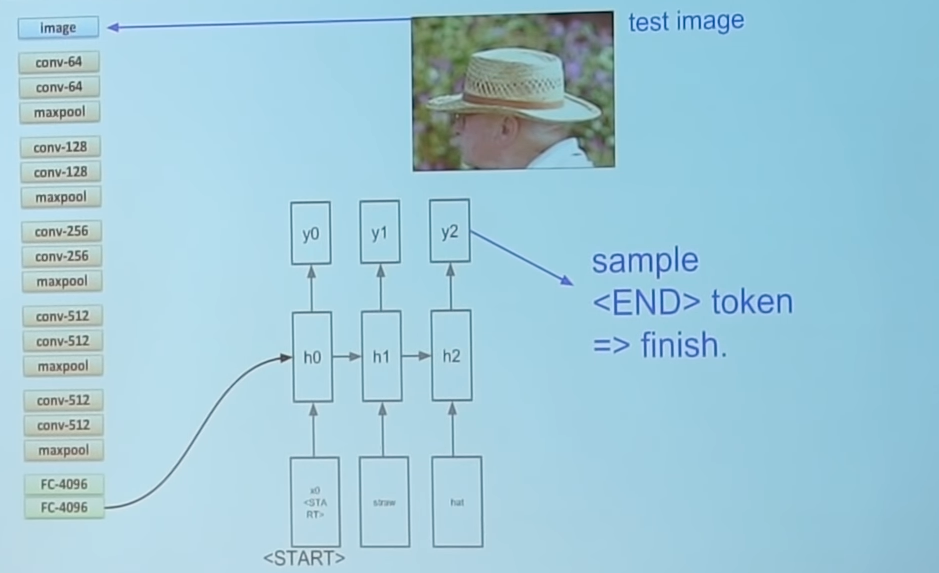 image
test image
conv-64
conv-64
maxpool
conv-128
conv-128
maxpool
conv-256
conv-256
maxpool
conv-512
conv-512
maxpool
conv-512
conv-512
maxpool
FC-4096
FC-4096
y0
y1
y2
sample
<END> token
=> finish.
h0
h1
h2
x0
<STA
RT>
straw
hat
<START>